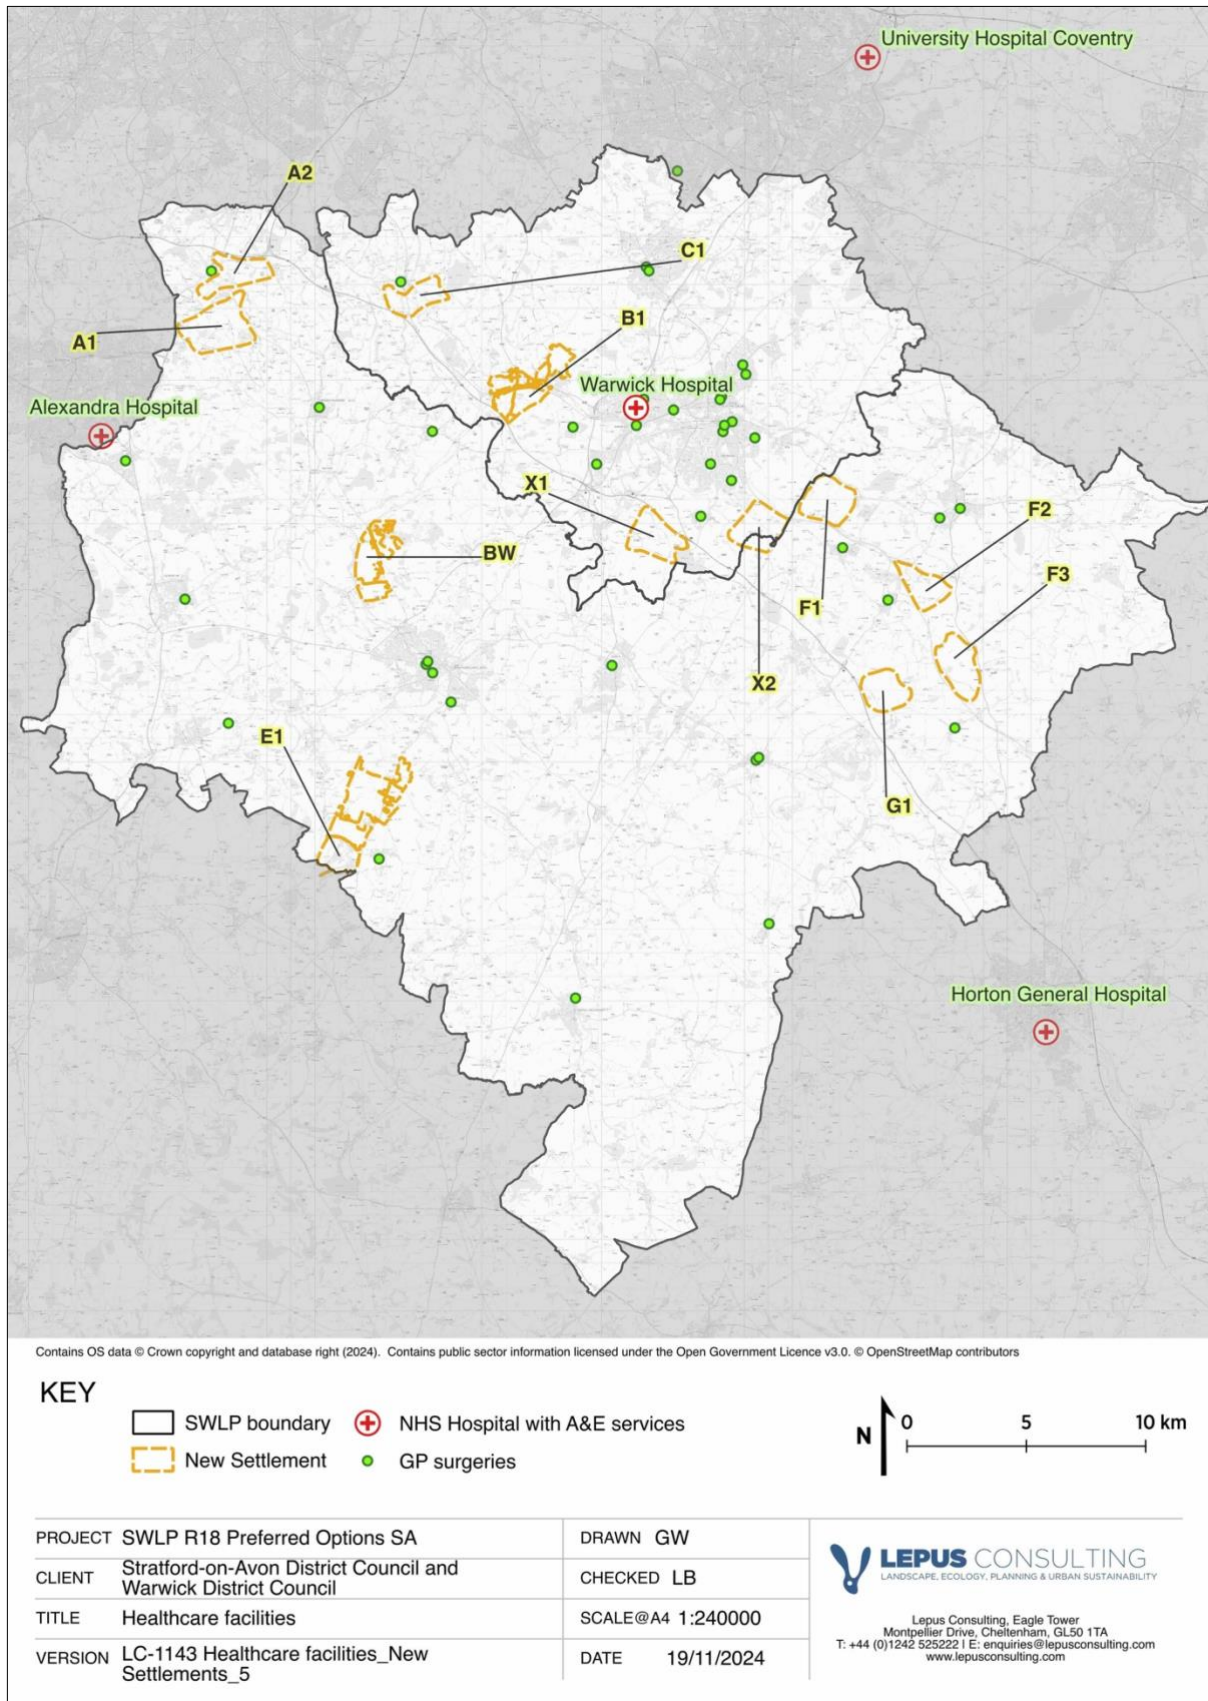 University Hospital Coventry
A2
C1
B1
A1
Warwick Hospital
Alexandra Hospital
X1
F2
BW
F3
F1
X2
E1
G1
Horton General Hospital
Contains OS data © Crown copyright and database right (2024). Contains public sector information licensed under the Open Government Licence v3.0. © OpenStreetMap contributors
KEY
SWLP boundary
NHS Hospital with A&E services
New Settlement
GP surgeries
N
0 5 10 km
PROJECT SWLP R18 Preferred Options SA
CLIENT Stratford-on-Avon District Council and
Warwick District Council
TITLE Healthcare facilities
VERSION LC-1143 Healthcare facilities_New
Settlements_5
DRAWN GW
CHECKED LB
SCALE@A4 1:240000
DATE 19/11/2024
LEPUS CONSULTING
LANDSCAPE, ECOLOGY, PLANNING & URBAN SUSTAINABILITY
Lepus Consulting, Eagle Tower
Montpellier Drive, Cheltenham, GL50 1TA
T: +44 (0)1242 525222 | E: enquiries@lepusconsulting.com
www.lepusconsulting.com